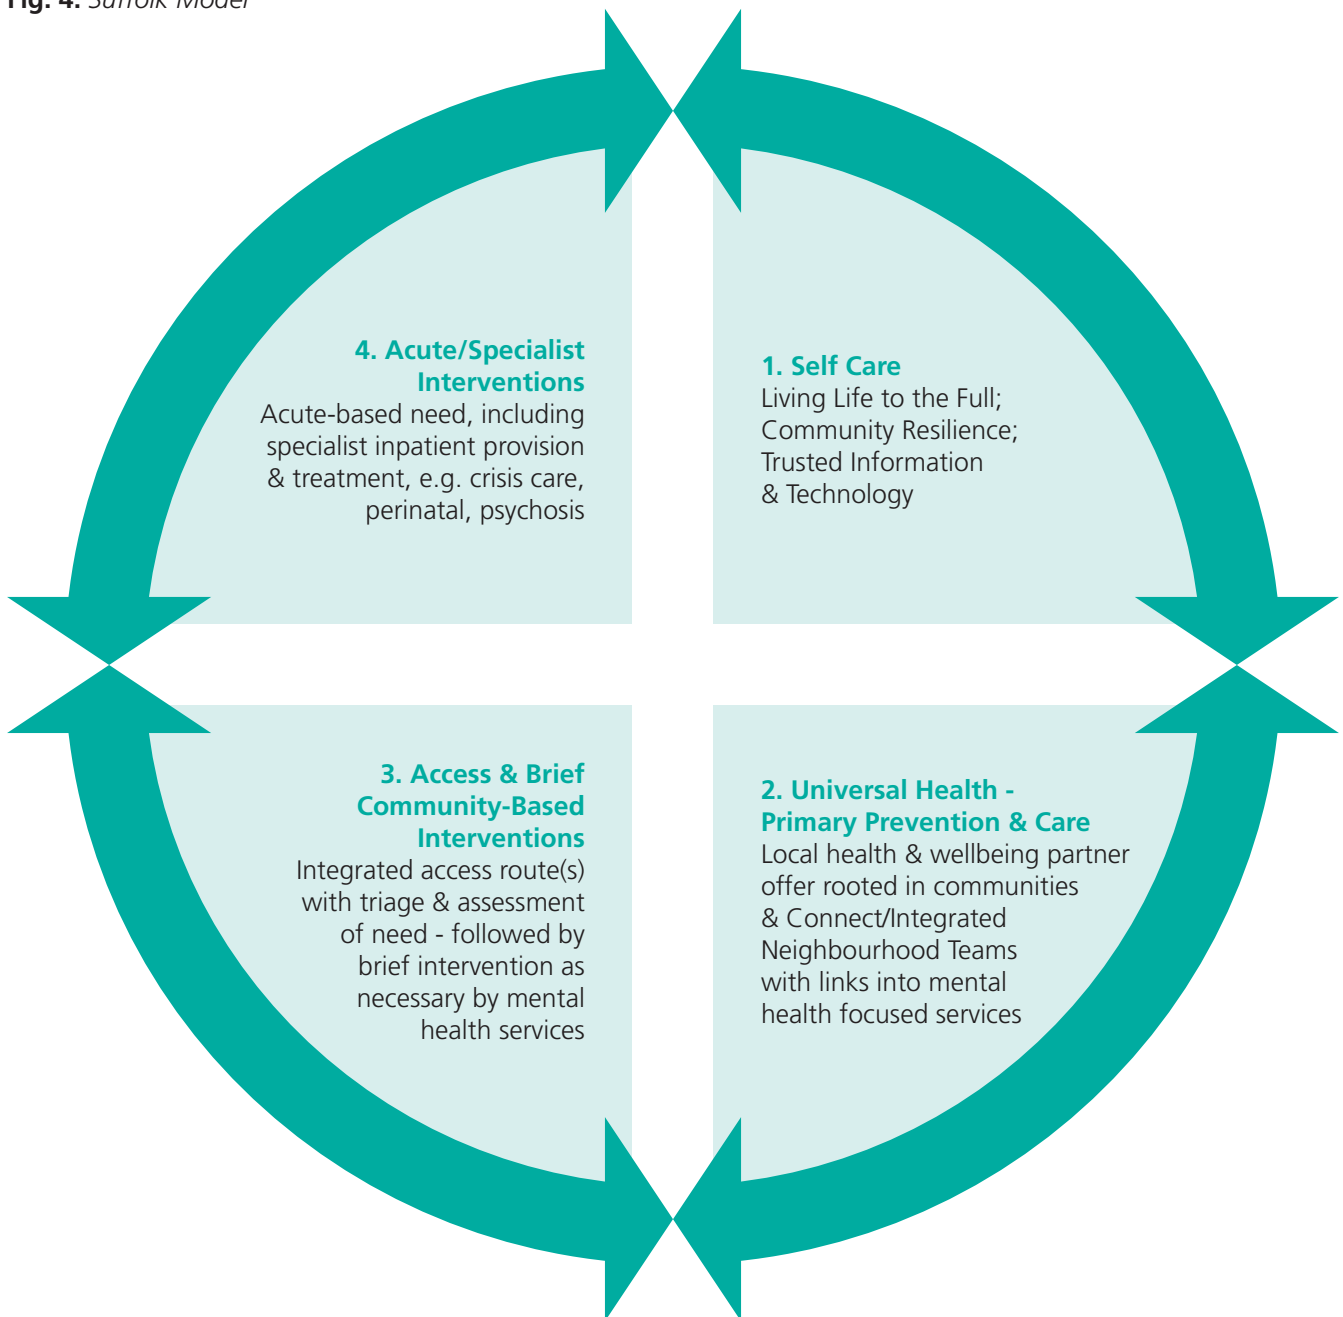 Fig. 4. Suffolk Model
4. Acute/Specialist
Interventions
Acute-based need, including
specialist inpatient provision
& treatment, e.g. crisis care,
perinatal, psychosis
1. Self Care
Living Life to the Full;
Community Resilience;
Trusted Information
& Technology
3. Access & Brief
Community-Based
Interventions
Integrated access route(s)
with triage & assessment
of need - followed by
brief intervention as
necessary by mental
health services
2. Universal Health -
Primary Prevention & Care
Local health & wellbeing partner
offer rooted in communities
& Connect/Integrated
Neighbourhood Teams
with links into mental
health focused services